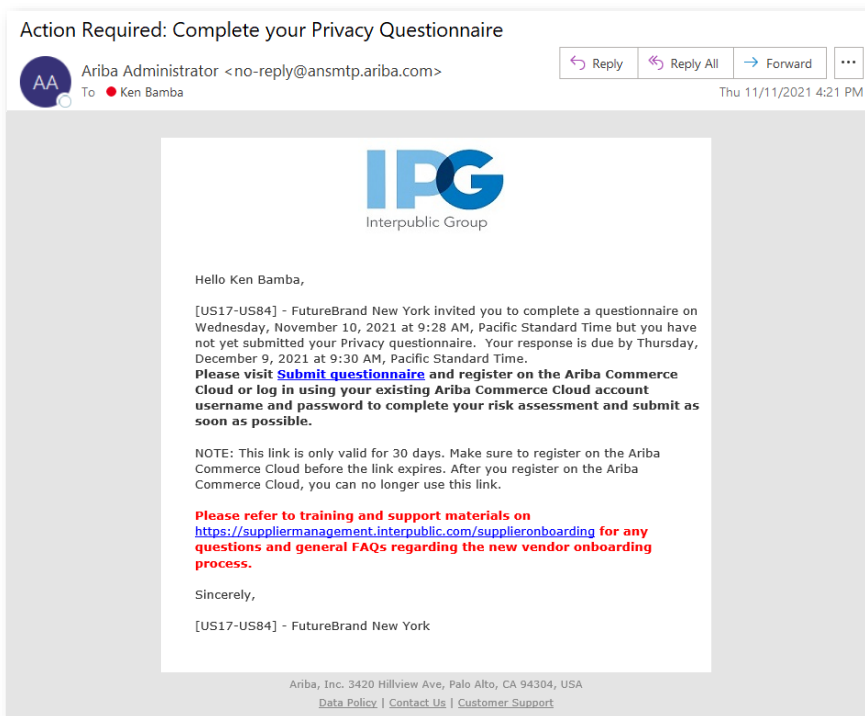 Action Required: Complete your Privacy Questionnaire
AA
Ariba Administrator <no-reply@ansmtp.ariba.com>
To Ken Bamba
Reply
Reply All
Forward
Thu 11/11/2021 4:21 PM
IPG
Interpublic Group
Hello Ken Bamba,
[US17-US84] - FutureBrand New York invited you to complete a questionnaire on
Wednesday, November 10, 2021 at 9:28 AM, Pacific Standard Time but you have
not yet submitted your Privacy questionnaire.  Your response is due by Thursday,
December 9, 2021 at 9:30 AM, Pacific Standard Time.
Please visit Submit questionnaire and register on the Ariba Commerce
Cloud or log in using your existing Ariba Commerce Cloud account
username and password to complete your risk assessment and submit as
soon as possible.
NOTE: This link is only valid for 30 days. Make sure to register on the Ariba
Commerce Cloud before the link expires. After you register on the Ariba
Commerce Cloud, you can no longer use this link.
Please refer to training and support materials on
https://suppliermanagement.interpublic.com/supplieronboarding for any
questions and general FAQs regarding the new vendor onboarding
process.
Sincerely,
[US17-US84] - FutureBrand New York
Ariba, Inc. 3420 Hillview Ave, Palo Alto, CA 94304, USA
Data Policy | Contact Us | Customer Support